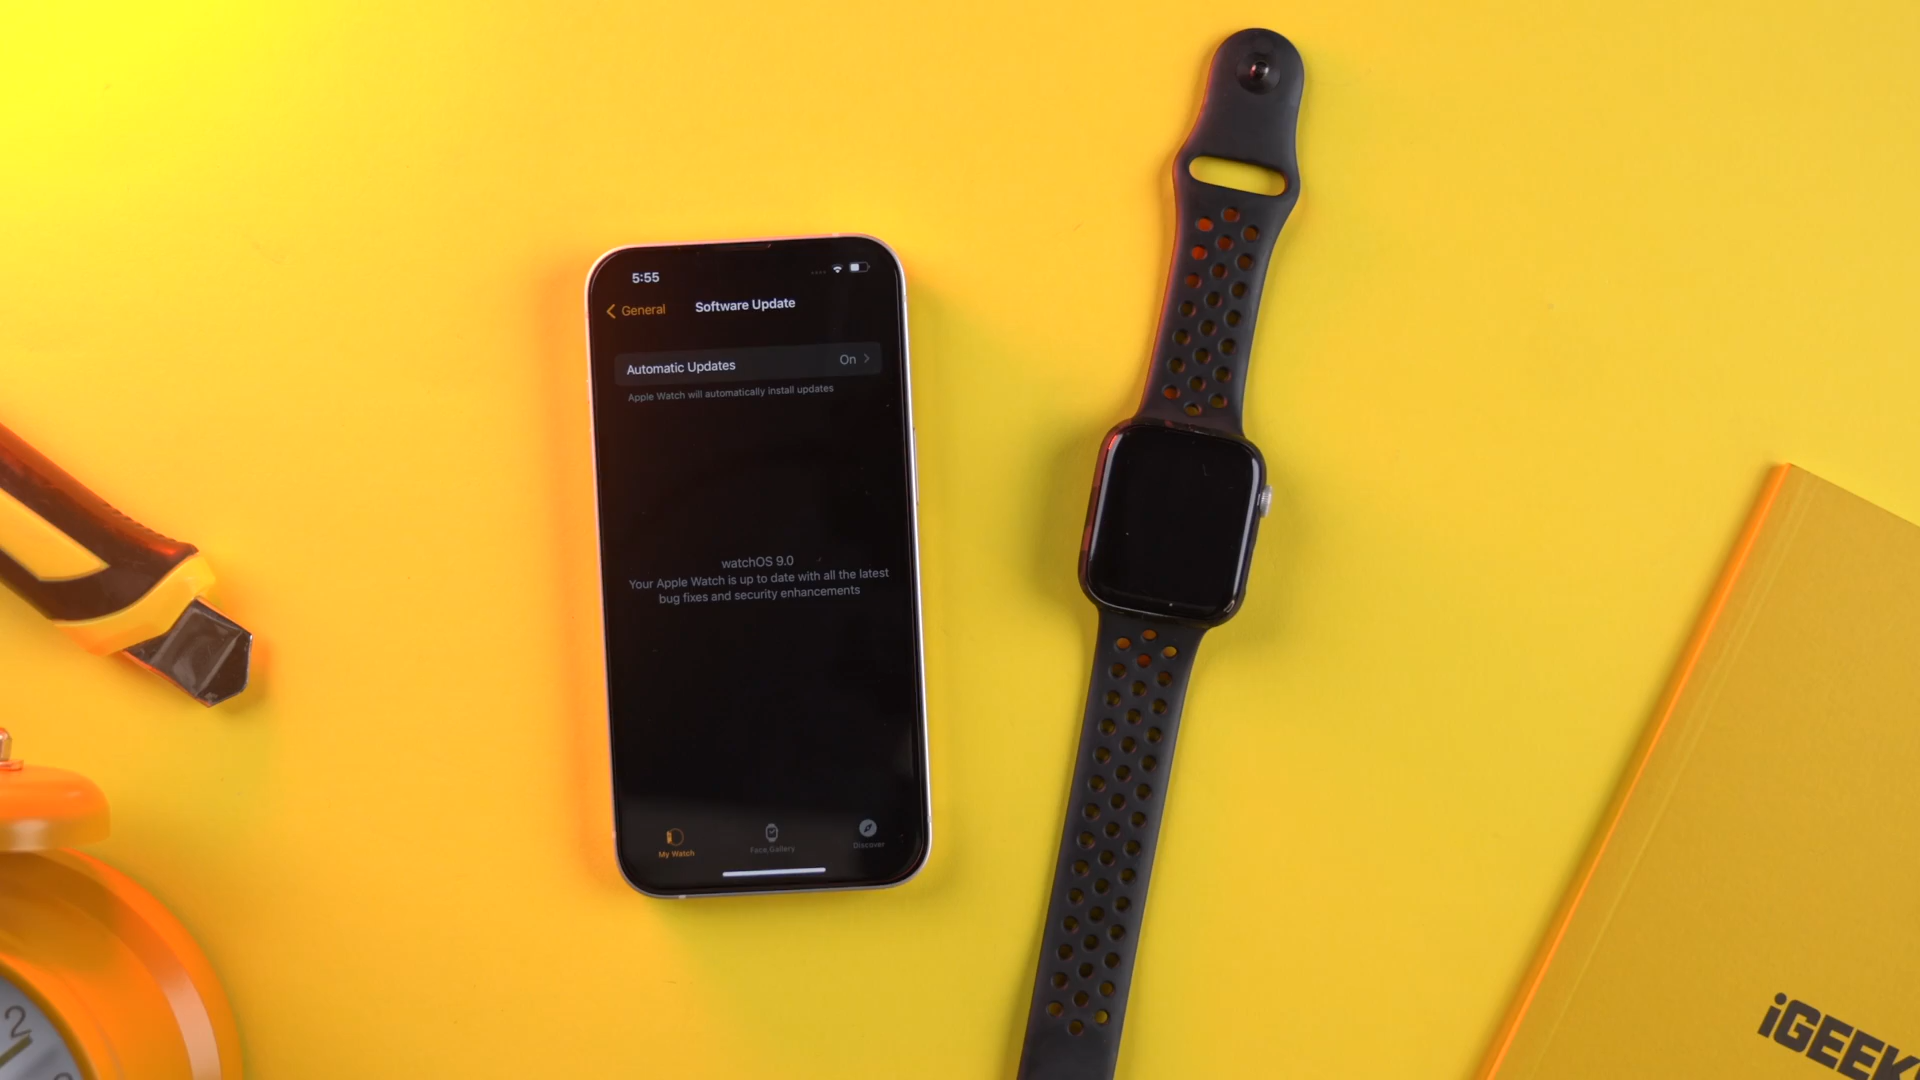 5:55
General
Software Update
Automatic Updates
On
Apple Watch will automatically install updates
watchOS 9.0
Your Apple Watch is up to date with all the latest
bug fixes and security enhancements
My Watch
Face Gallery
Discover
2
iGEEK